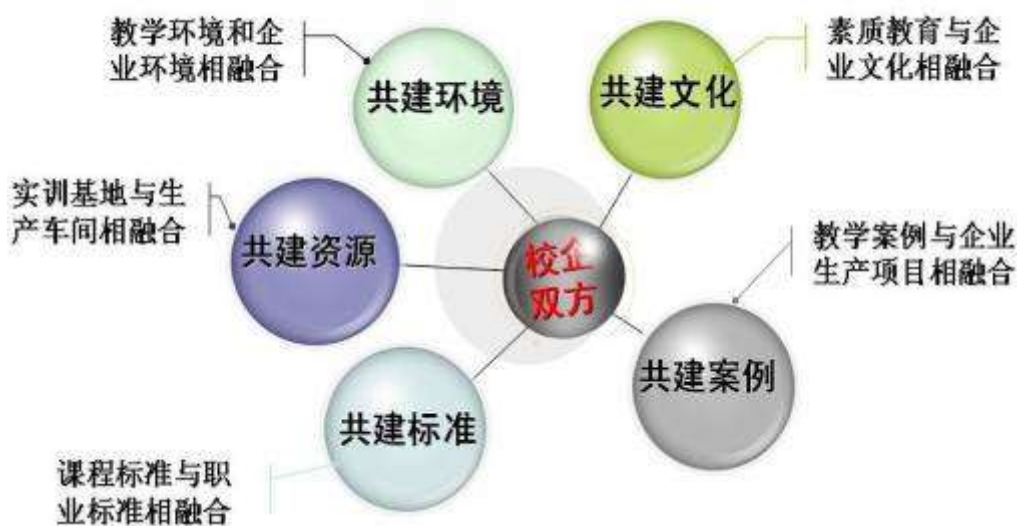 教学环境和企
业环境相融合
共建环境
素质教育与企
业文化相融合
共建文化
实训基地与生
产车间相融合
共建资源
校企
双方
教学案例与企业
生产项目相融合
共建案例
共建标准
课程标准与职
业标准相融合